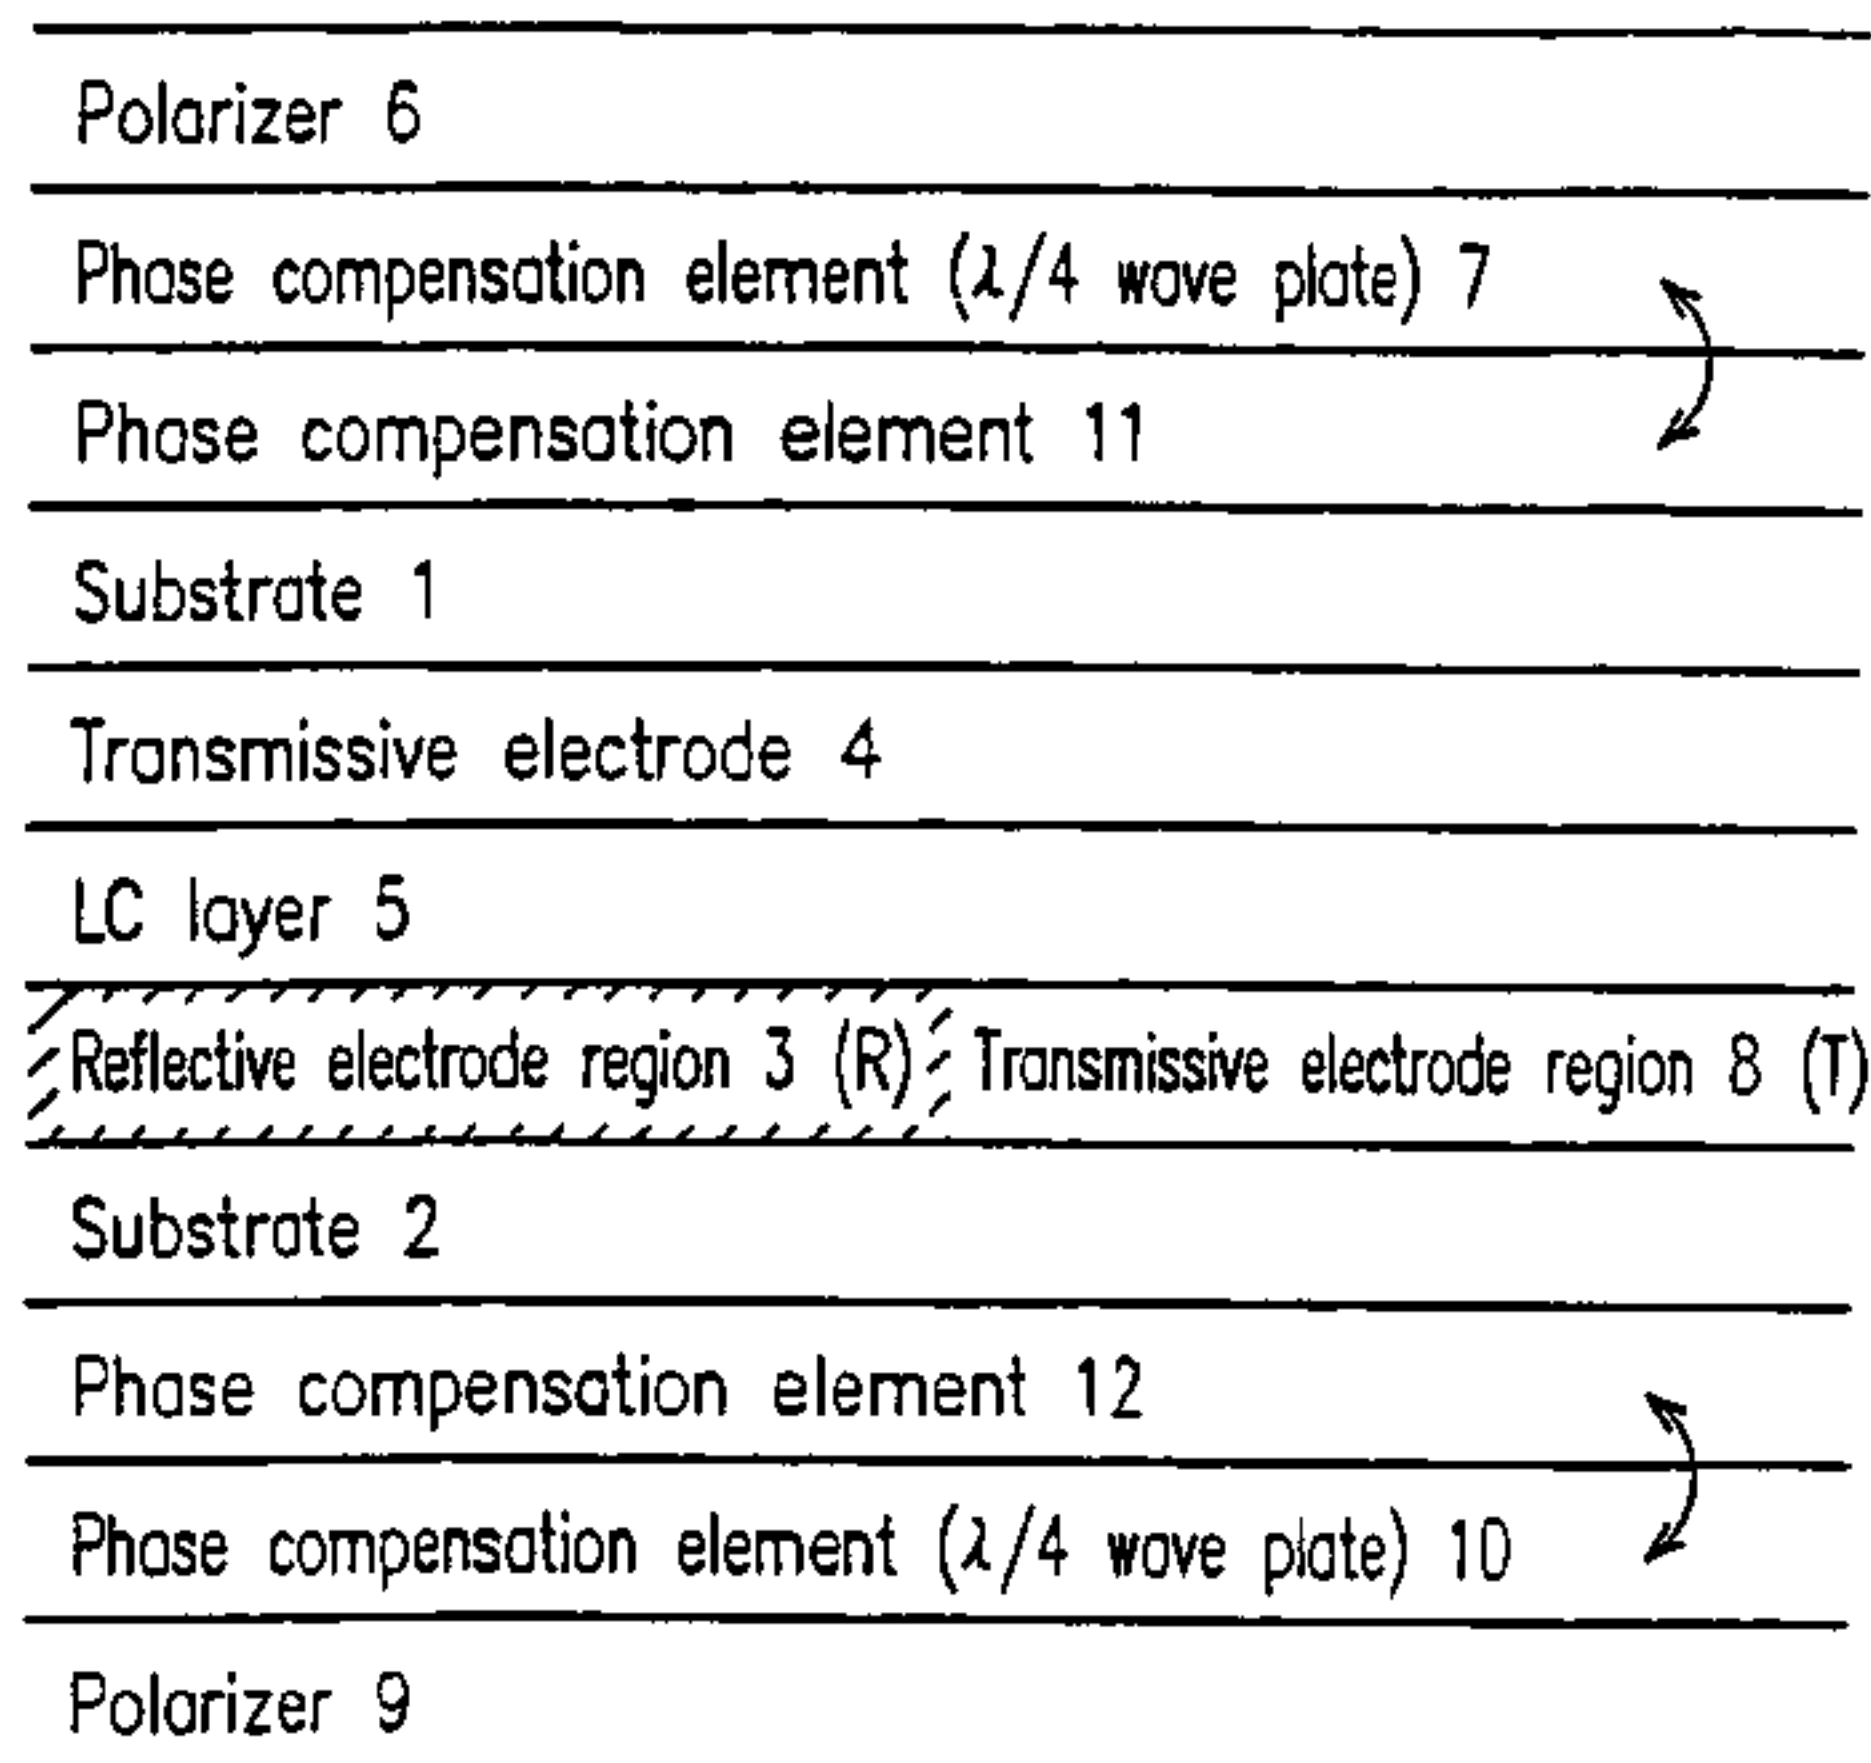 Polarizer 6
Phase compensation element (λ/4 wave plate) 7
Phase compensation element 11
Substrate 1
Transmissive electrode 4
LC layer 5
Reflective electrode region 3 (R) Transmissive electrode region 8 (T)
Substrate 2
Phase compensation element 12
Phase compensation element (λ/4 wave plate) 10
Polarizer 9